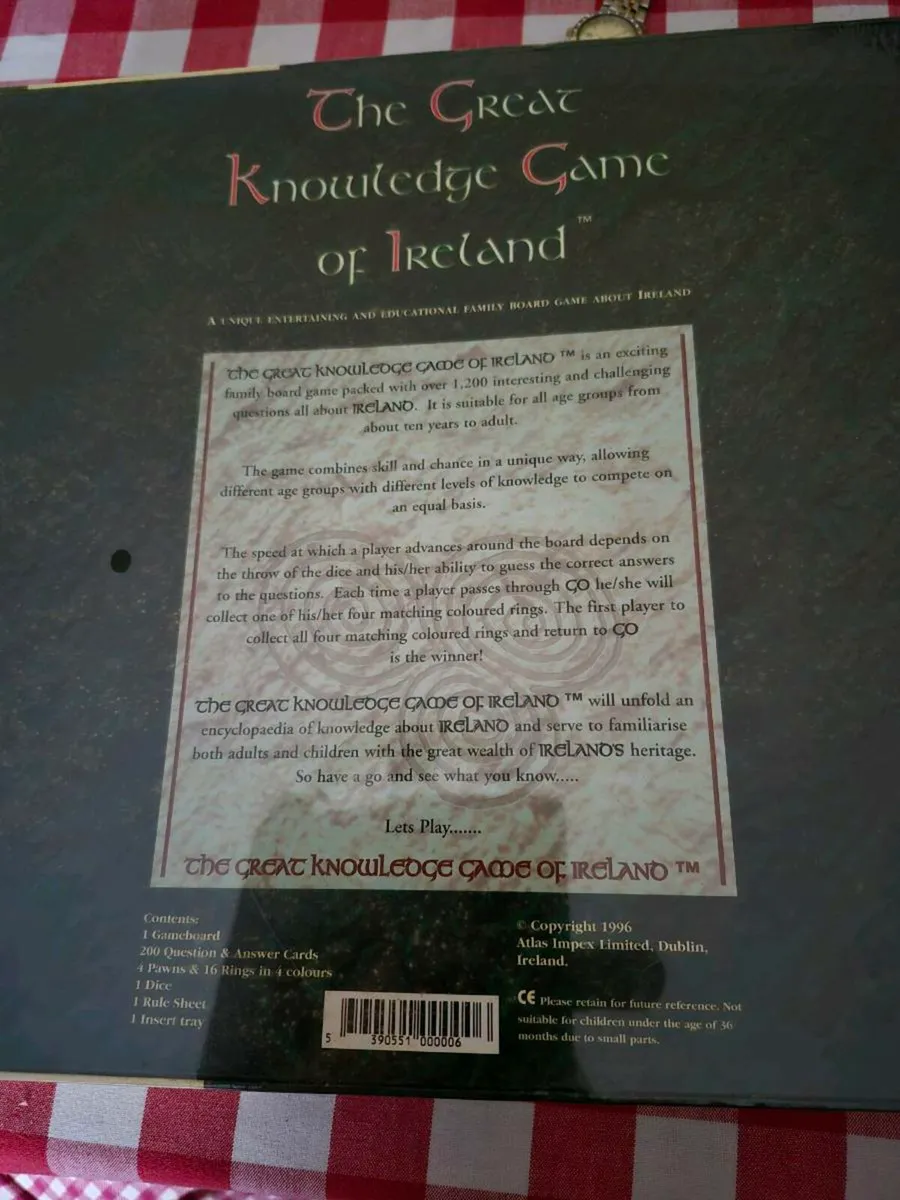 The Great
Knowledge Game
of Ireland™
A unique entertaining and educational family board game about Ireland
The Great Knowledge Game of Ireland ™ is an exciting
family board game packed with over 1,200 interesting and challenging
questions all about IRELAND. It is suitable for all age groups from
about ten years to adult.
The game combines skill and chance in a unique way, allowing
different age groups with different levels of knowledge to compete on
an equal basis.
The speed at which a player advances around the board depends on
the throw of the dice and his/her ability to guess the correct answers
to the questions. Each time a player passes through GO he/she will
collect one of his/her four matching coloured rings. The first player to
collect all four matching coloured rings and return to GO
is the winner!
The Great Knowledge Game of Ireland ™ will unfold an
encyclopaedia of knowledge about IRELAND and serve to familiarise
both adults and children with the great wealth of IRELAND'S heritage.
So have a go and see what you know.....
Lets Play.......
The Great Knowledge Game of Ireland ™
Contents:
1 Gameboard
200 Question & Answer Cards
4 Pawns & 16 Rings in 4 colours
1 Dice
1 Rule Sheet
1 Insert tray
5 390551 000006
© Copyright 1996
Atlas Impex Limited, Dublin,
Ireland.
CE Please retain for future reference. Not
suitable for children under the age of 36
months due to small parts.